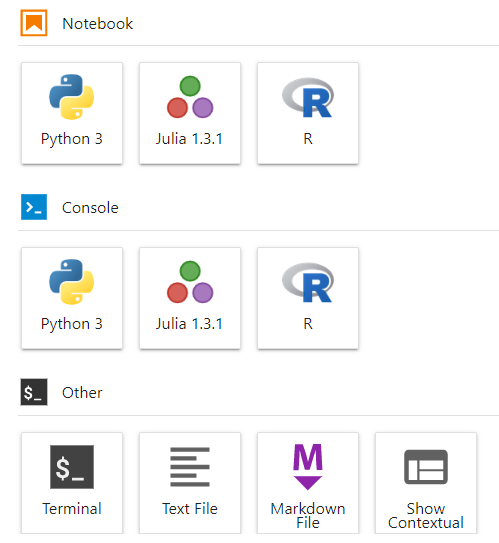 Notebook
Python 3
Julia 1.3.1
R
Console
Python 3
Julia 1.3.1
R
$_ Other
$_
M
Terminal
Text File
Markdown
File
Show
Contextual